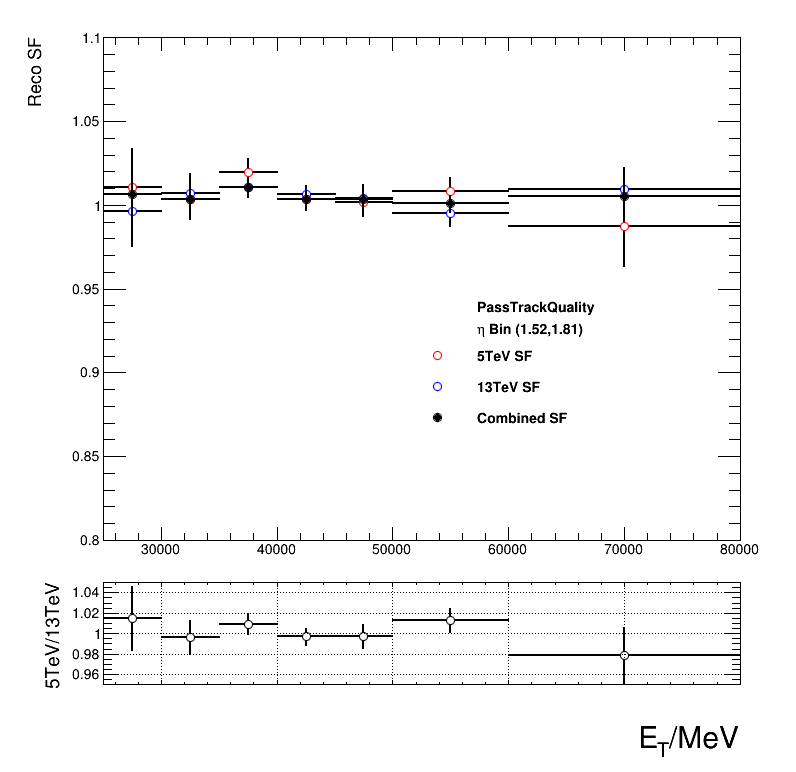 Reco SF
1.1
1.05
1
0.95
0.9
0.85
0.8
PassTrackQuality
η Bin (1.52,1.81)
5TeV SF
13TeV SF
Combined SF
30000 40000 50000 60000 70000 80000
5TeV/13TeV
1.04
1.02
1
0.98
0.96
E_T/MeV